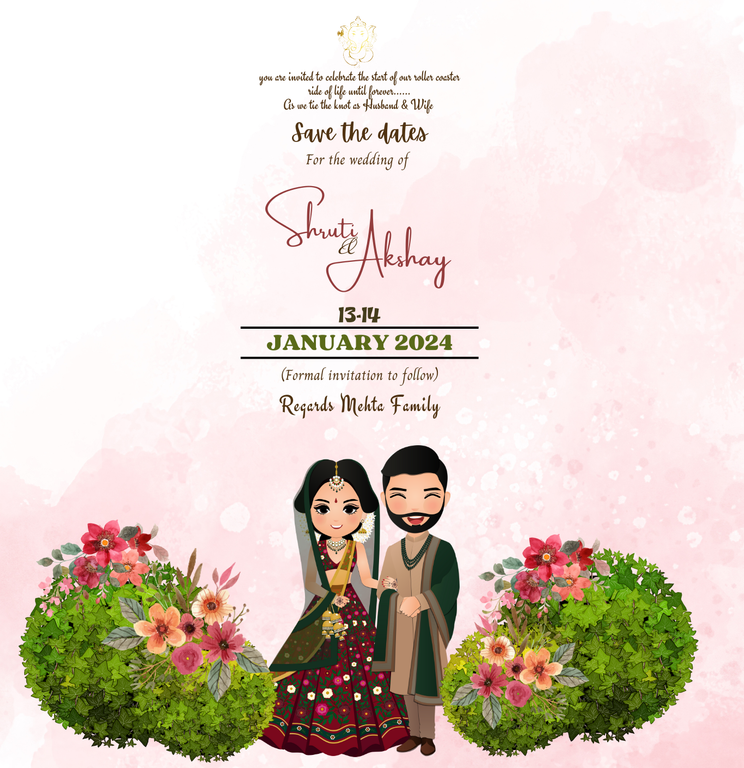 you are invited to celebrate the start of our roller coaster
ride of life until forever......
As we tie the knot as Husband & Wife
Save the dates
For the wedding of
Shruti
&
Akshay
13-14
JANUARY 2024
(Formal invitation to follow)
Regards Mehta Family